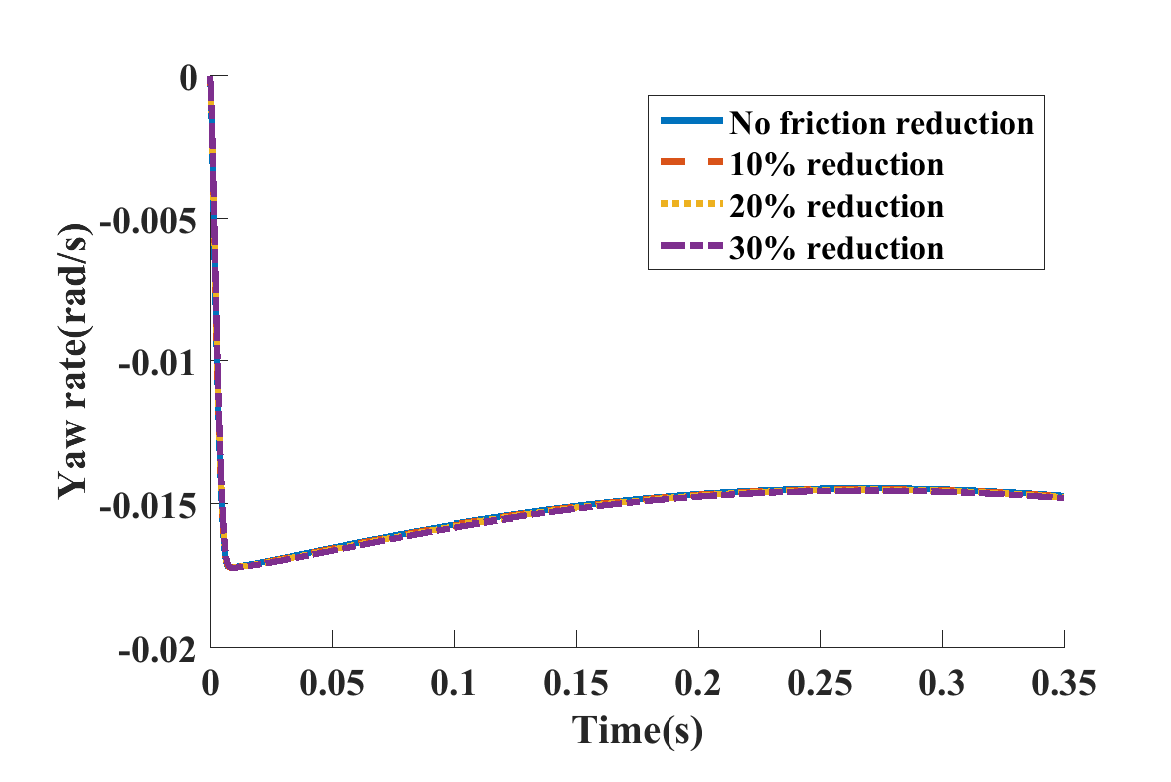 0
-0.005
-0.01
-0.015
-0.02
Yaw rate(rad/s)
No friction reduction
10% reduction
20% reduction
30% reduction
0 0.05 0.1 0.15 0.2 0.25 0.3 0.35
Time(s)